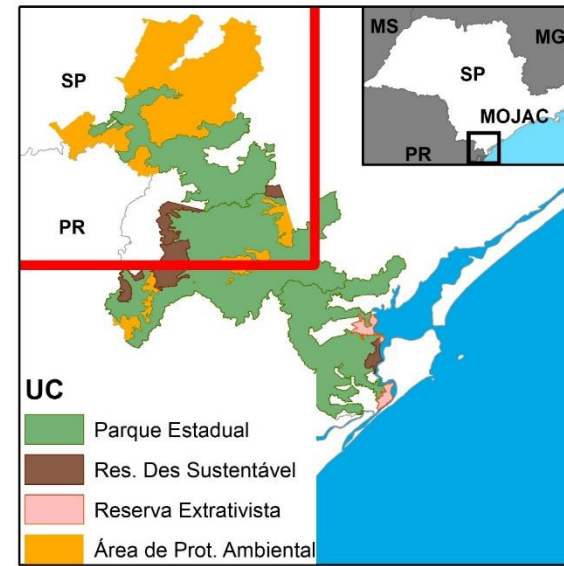 SP
PR
MS
MG
SP
MOJAC
PR
UC
Parque Estadual
Res. Des Sustentável
Reserva Extrativista
Área de Prot. Ambiental